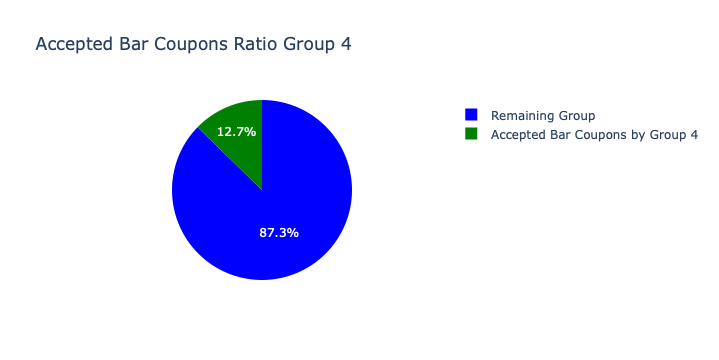 Accepted Bar Coupons Ratio Group 4
Remaining Group
Accepted Bar Coupons by Group 4
12.7%
87.3%